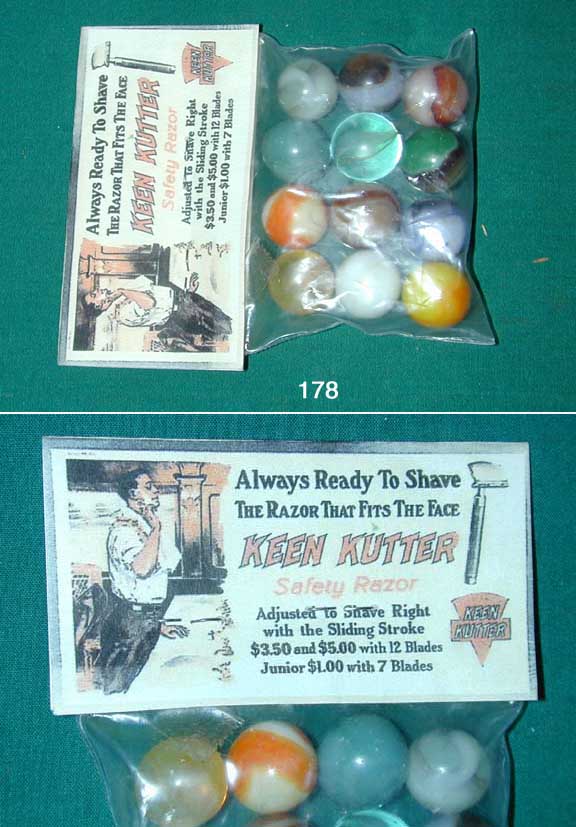 Always Ready To Shave
THE RAZOR THAT FITS THE FACE
KEEN KUTTER
Safety Razor
Adjusted to Shave Right
with the Sliding Stroke
$3.50 and $5.00 with 12 Blades
Junior $1.00 with 7 Blades
KEEN
KUTTER
178
Always Ready To Shave
THE RAZOR THAT FITS THE FACE
KEEN KUTTER
Safety Razor
Adjusted to Shave Right
with the Sliding Stroke
$3.50 and $5.00 with 12 Blades
Junior $1.00 with 7 Blades
KEEN
KUTTER